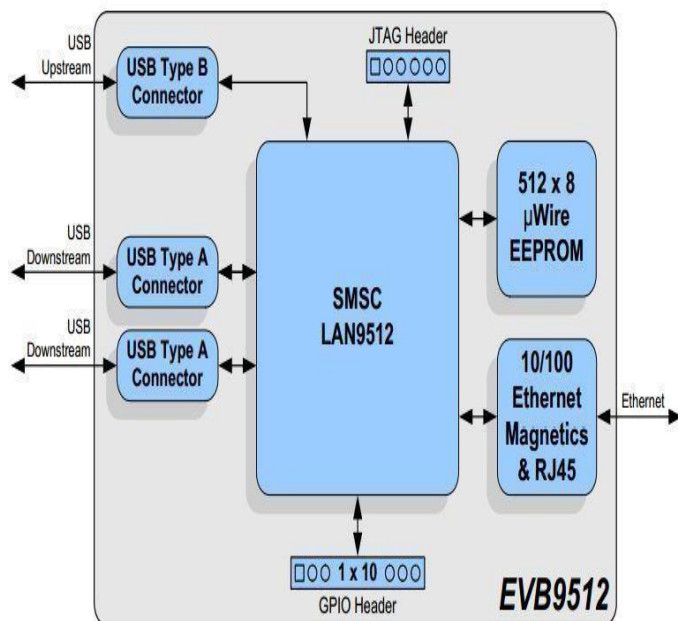 USB
Upstream
USB Type B
Connector
JTAG Header
512 x 8
µWire
EEPROM
USB
Downstream
USB Type A
Connector
SMSC
LAN9512
USB
Downstream
USB Type A
Connector
10/100
Ethernet
Magnetics
& RJ45
Ethernet
1 x 10
GPIO Header
EVB9512